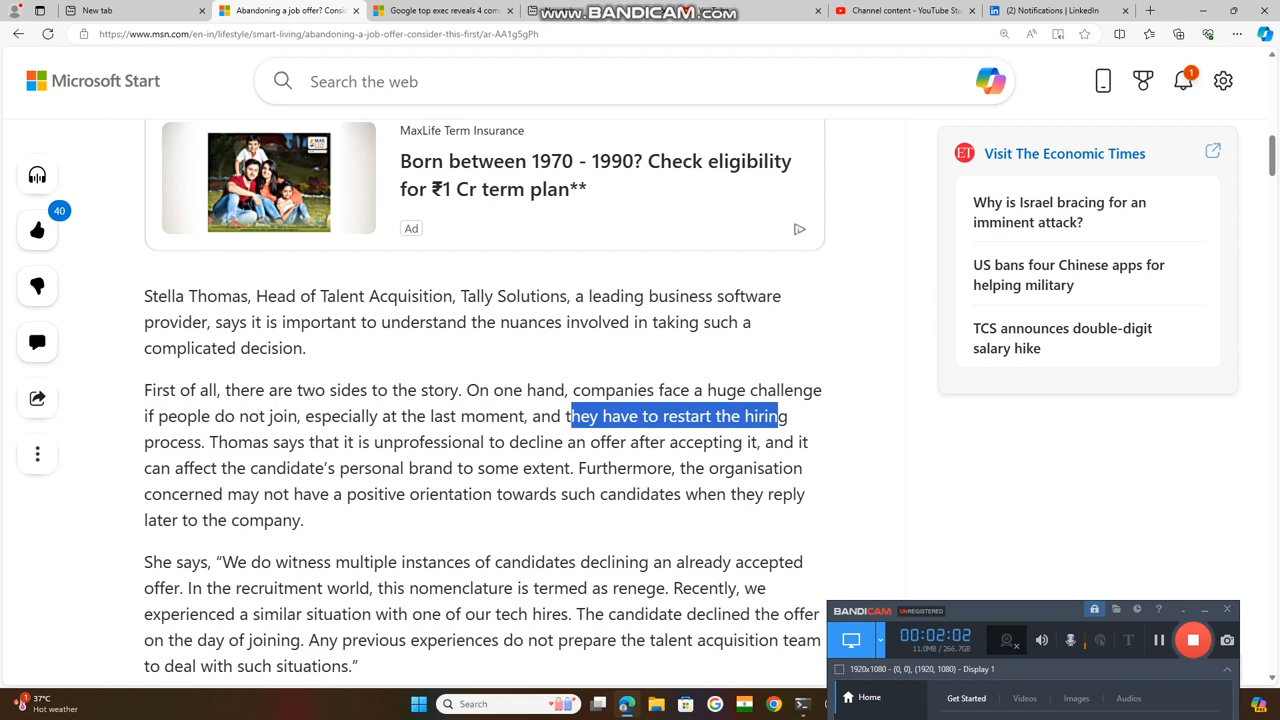 New tab
Abandoning a job offer? Consi
Google top exec reveals 4 com
www.BANDICAM.com
Channel content - YouTube Stu
(2) Notifications | LinkedIn
https://www.msn.com/en-in/lifestyle/smart-living/abandoning-a-job-offer-consider-this-first/ar-AA1g5gPh
Microsoft Start
Search the web
1
MaxLife Term Insurance
Born between 1970 - 1990? Check eligibility
for ₹1 Cr term plan**
Ad
40
ET Visit The Economic Times
Why is Israel bracing for an
imminent attack?
US bans four Chinese apps for
helping military
TCS announces double-digit
salary hike
Stella Thomas, Head of Talent Acquisition, Tally Solutions, a leading business software
provider, says it is important to understand the nuances involved in taking such a
complicated decision.
First of all, there are two sides to the story. On one hand, companies face a huge challenge
if people do not join, especially at the last moment, and they have to restart the hiring
process. Thomas says that it is unprofessional to decline an offer after accepting it, and it
can affect the candidate’s personal brand to some extent. Furthermore, the organisation
concerned may not have a positive orientation towards such candidates when they reply
later to the company.
She says, “We do witness multiple instances of candidates declining an already accepted
offer. In the recruitment world, this nomenclature is termed as renege. Recently, we
experienced a similar situation with one of our tech hires. The candidate declined the offer
on the day of joining. Any previous experiences do not prepare the talent acquisition team
to deal with such situations.”
BANDICAM UNREGISTERED
00:02:02
11.0MB / 266.7GB
1920x1080 - (0, 0), (1920, 1080) - Display 1
Home
Get Started
Videos
Images
Audios
1
37°C
Hot weather
Search